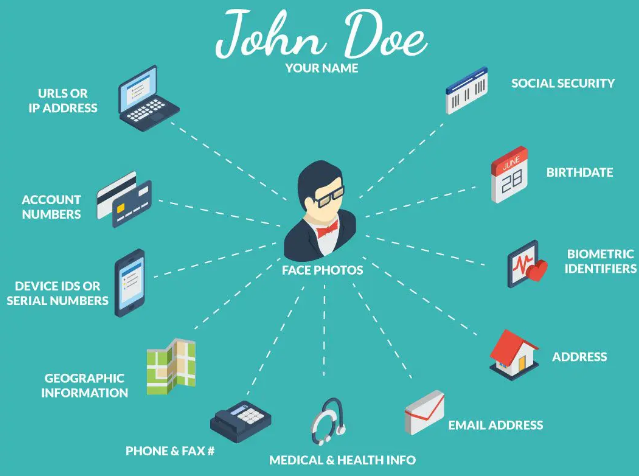 John Doe
YOUR NAME
URLS OR
IP ADDRESS
SOCIAL SECURITY
JUNE
28
BIRTHDATE
ACCOUNT
NUMBERS
BIOMETRIC
IDENTIFIERS
FACE PHOTOS
DEVICE IDS OR
SERIAL NUMBERS
ADDRESS
GEOGRAPHIC
INFORMATION
EMAIL ADDRESS
PHONE & FAX #
MEDICAL & HEALTH INFO